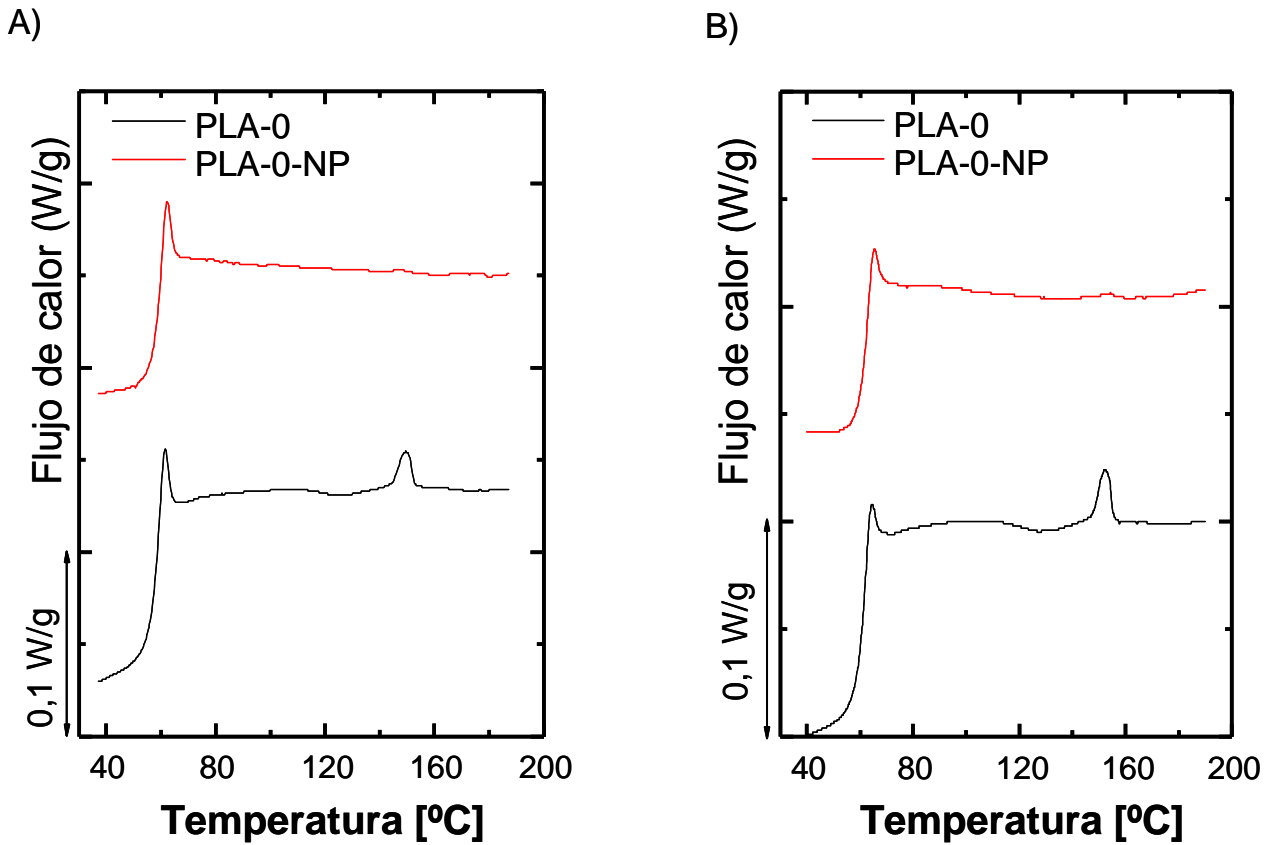 A)
PLA-0
PLA-0-NP
Flujo de calor (W/g)
0,1 W/g
40 80 120 160 200
Temperatura [ºC]
B)
PLA-0
PLA-0-NP
Flujo de calor (W/g)
0,1 W/g
40 80 120 160 200
Temperatura [ºC]